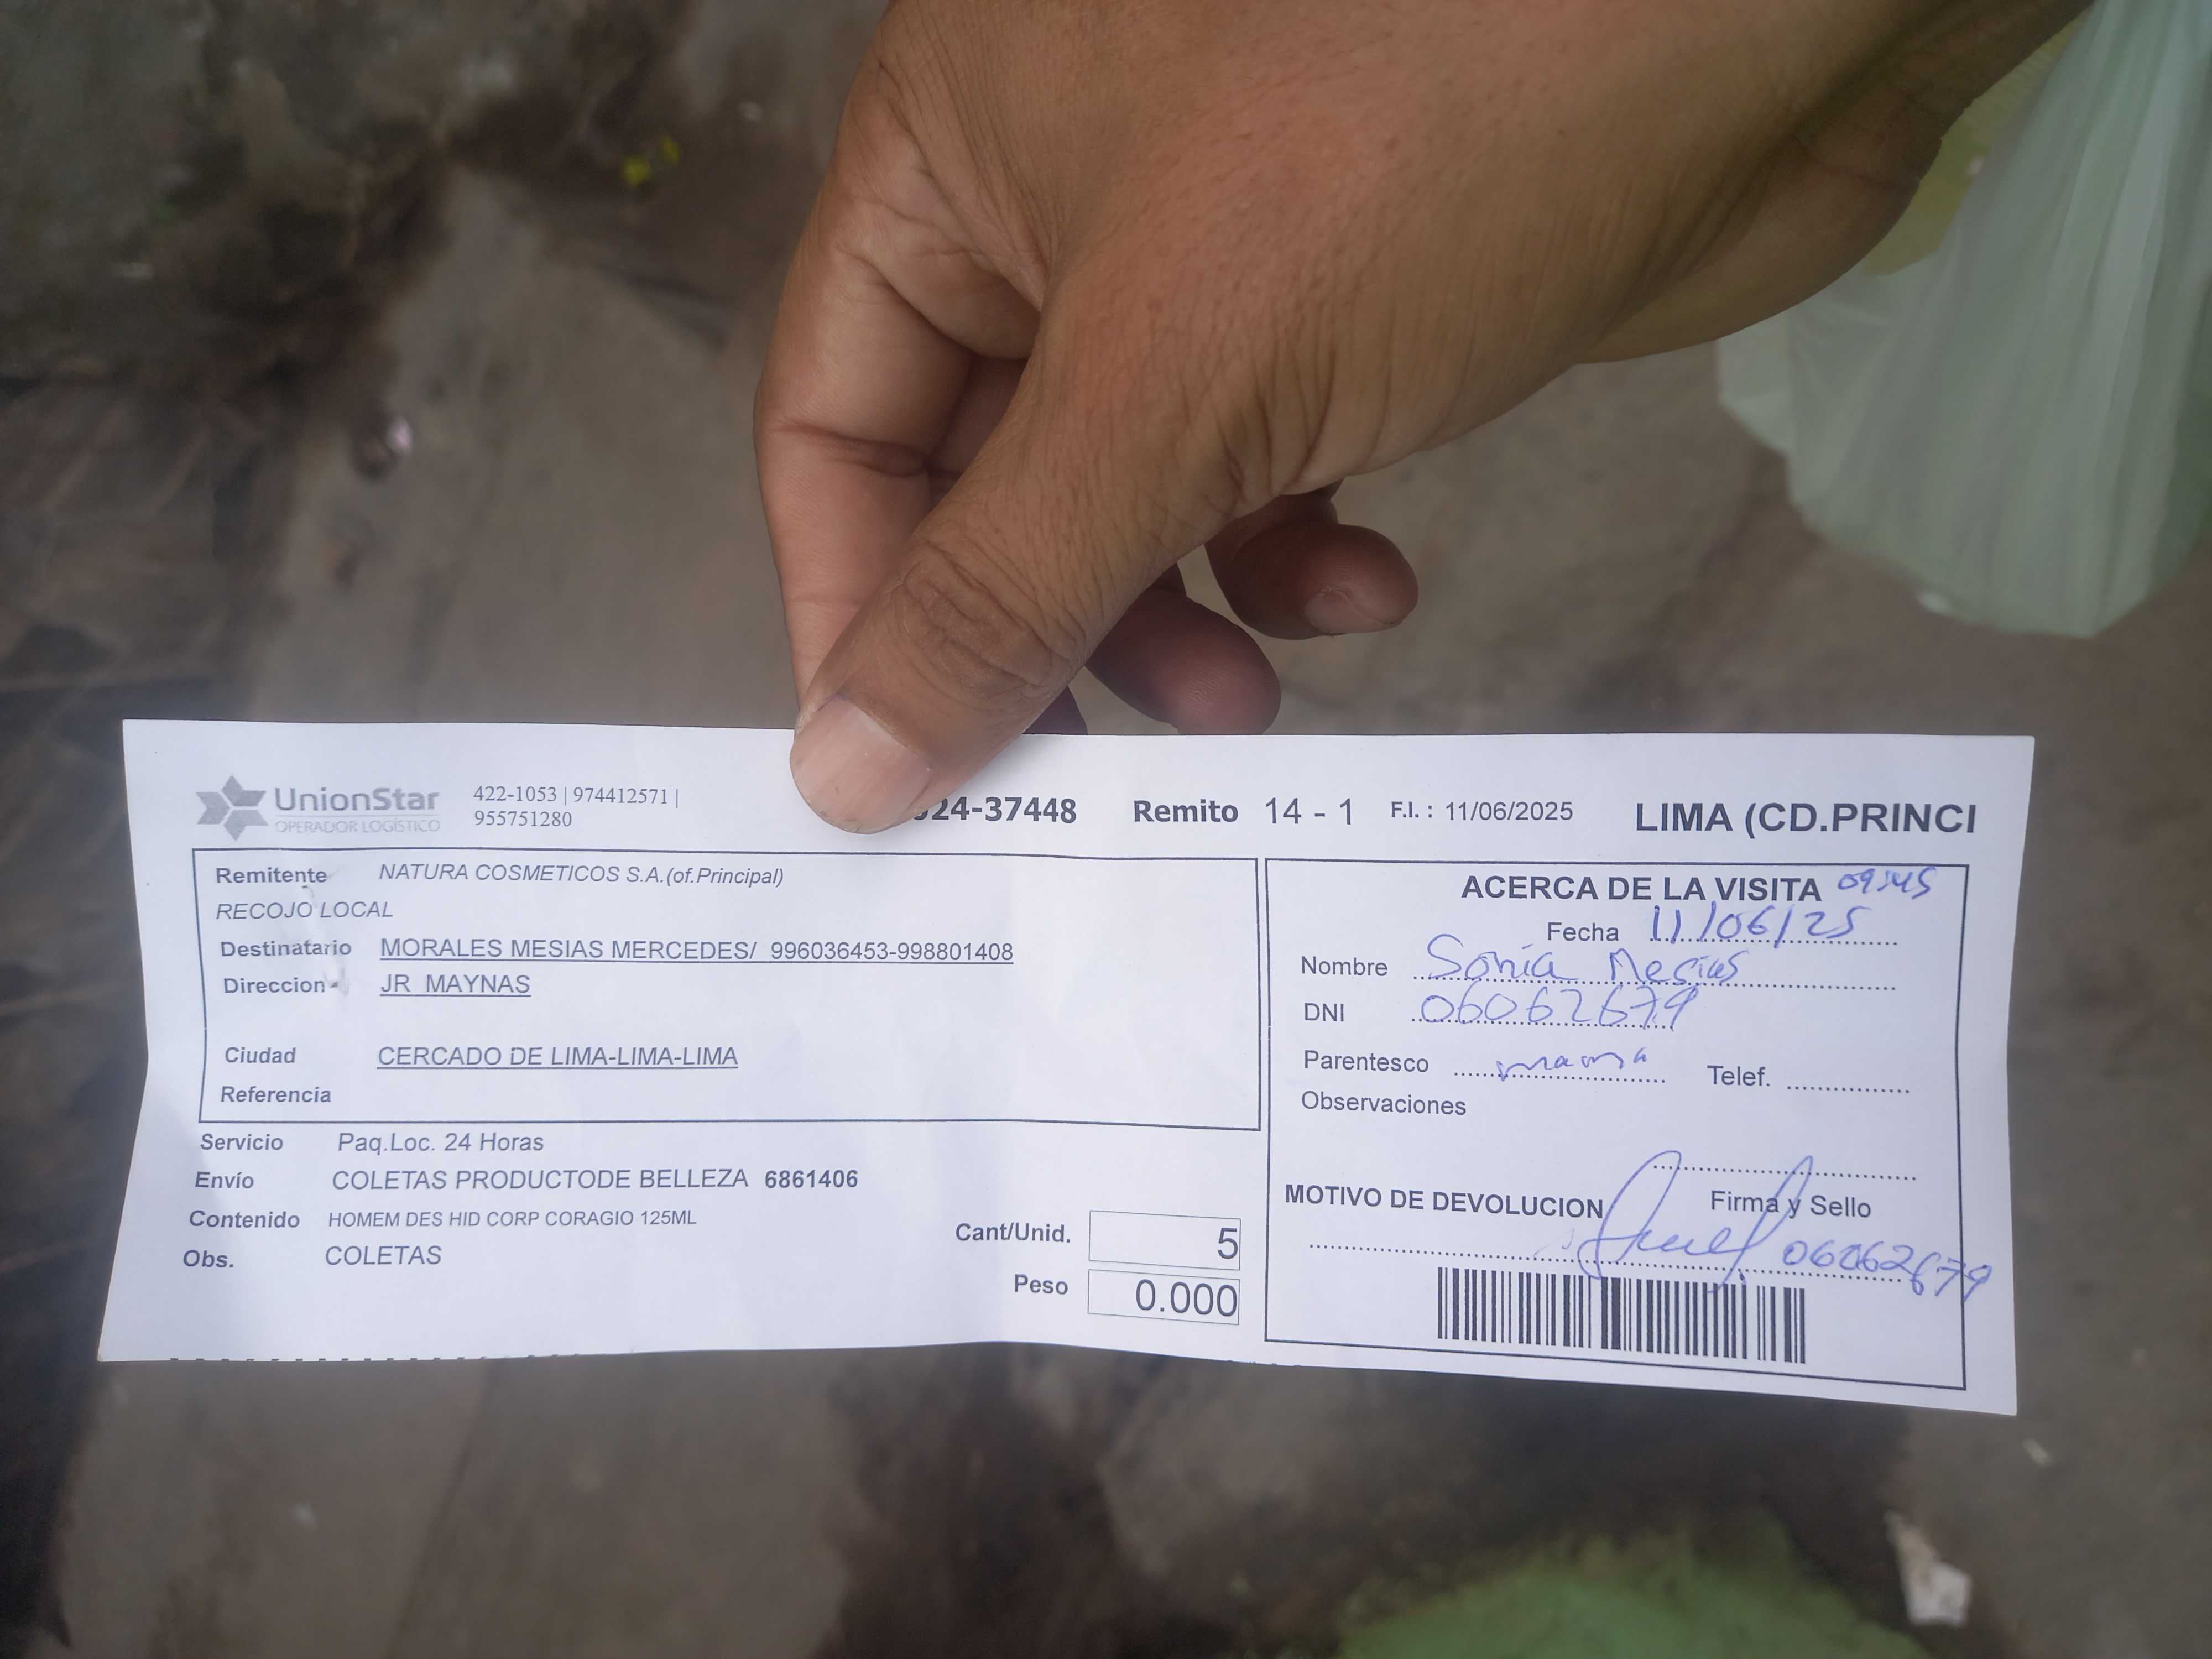 UnionStar
OPERADOR LOGÍSTICO
422-1053 | 974412571 |
955751280
24-37448 Remito 14 - 1 F.I. : 11/06/2025 LIMA (CD.PRINCI
Remitente NATURA COSMETICOS S.A.(of.Principal)
RECOJO LOCAL
Destinatario MORALES MESIAS MERCEDES/ 996036453-998801408
Direccion JR MAYNAS
Ciudad CERCADO DE LIMA-LIMA-LIMA
Referencia
Servicio Paq.Loc. 24 Horas
Envío COLETAS PRODUCTODE BELLEZA 6861406
Contenido HOMEM DES HID CORP CORAGIO 125ML
Obs. COLETAS
Cant/Unid. 5
Peso 0.000
ACERCA DE LA VISITA 09:45
Fecha 11/06/25
Nombre Sonia Mesias
DNI 06062679
Parentesco mama Telef.
Observaciones
MOTIVO DE DEVOLUCION Firma y Sello
06062679